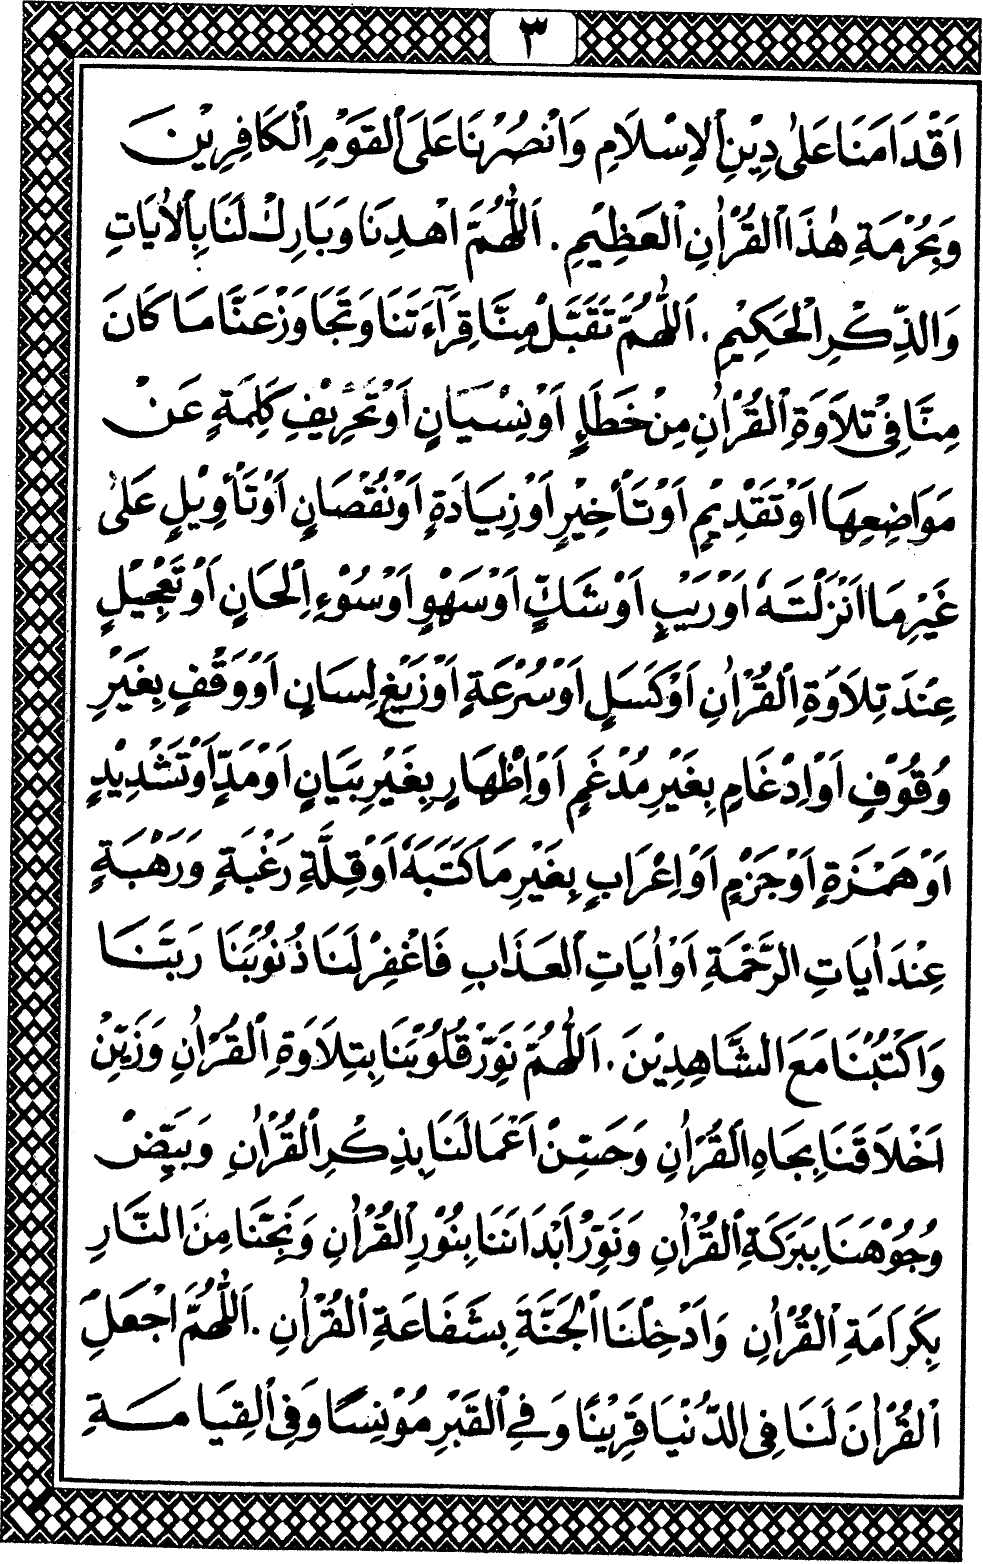 ٣
اَقْدَامَنَا عَلٰى دِيْنِ الْاِسْلَامِ وَانْصُرْنَا عَلَى الْقَوْمِ الْكَافِرِيْنَ
وَبِحُرْمَةِ هٰذَا الْقُرْاٰنِ الْعَظِيْمِ . اَللّٰهُمَّ اهْدِنَا وَبَارِكْ لَنَا بِالْاٰيَاتِ
وَالذِّكْرِ الْحَكِيْمِ . اَللّٰهُمَّ تَقَبَّلْ مِنَّا قِرَآءَتَنَا وَتَجَاوَزْ عَنَّا مَا كَانَ
مِنَّا فِى تِلَاوَةِ الْقُرْاٰنِ مِنْ خَطَاٍ اَوْ نِسْيَانٍ اَوْ تَحْرِيْفِ كَلِمَةٍ عَنْ
مَوَاضِعِهَا اَوْ تَقْدِيْمٍ اَوْ تَأْخِيْرٍ اَوْ زِيَادَةٍ اَوْ نُقْصَانٍ اَوْ تَأْوِيْلٍ عَلٰى
غَيْرِ مَا اَنْزَلْتَهُ اَوْ رَيْبٍ اَوْ شَكٍّ اَوْ سَهْوٍ اَوْ سُوْءِ اِلْحَانٍ اَوْ تَعْجِيْلٍ
عِنْدَ تِلَاوَةِ الْقُرْاٰنِ اَوْ كَسَلٍ اَوْ سُرْعَةٍ اَوْ زَيْغِ لِسَانٍ اَوْ وَقْفٍ بِغَيْرِ
وُقُوْفٍ اَوْ اِدْغَامٍ بِغَيْرِ مُدْغَمٍ اَوْ اِظْهَارٍ بِغَيْرِ بَيَانٍ اَوْ مَدٍّ اَوْ تَشْدِيْدٍ
اَوْ هَمْزَةٍ اَوْ جَزْمٍ اَوْ اِعْرَابٍ بِغَيْرِ مَا كَتَبَهُ اَوْ قِلَّةِ رَغْبَةٍ وَرَهْبَةٍ
عِنْدَ اٰيَاتِ الرَّحْمَةِ اَوْ اٰيَاتِ الْعَذَابِ فَاغْفِرْ لَنَا ذُنُوْبَنَا رَبَّنَا
وَاكْتُبْنَا مَعَ الشَّاهِدِيْنَ . اَللّٰهُمَّ نَوِّرْ قُلُوْبَنَا بِتِلَاوَةِ الْقُرْاٰنِ وَزَيِّنْ
اَخْلَاقَنَا بِجَاهِ الْقُرْاٰنِ وَحَسِّنْ اَعْمَالَنَا بِذِكْرِ الْقُرْاٰنِ وَبَيِّضْ
وُجُوْهَنَا بِبَرَكَةِ الْقُرْاٰنِ وَنَوِّرْ اَبْدَانَنَا بِنُوْرِ الْقُرْاٰنِ وَنَجِّنَا مِنَ النَّارِ
بِكَرَامَةِ الْقُرْاٰنِ وَاَدْخِلْنَا الْجَنَّةَ بِشَفَاعَةِ الْقُرْاٰنِ . اَللّٰهُمَّ اجْعَلِ
الْقُرْاٰنَ لَنَا فِى الدُّنْيَا قَرِيْنًا وَفِى الْقَبْرِ مُوْنِسًا وَفِى الْقِيَامَةِ